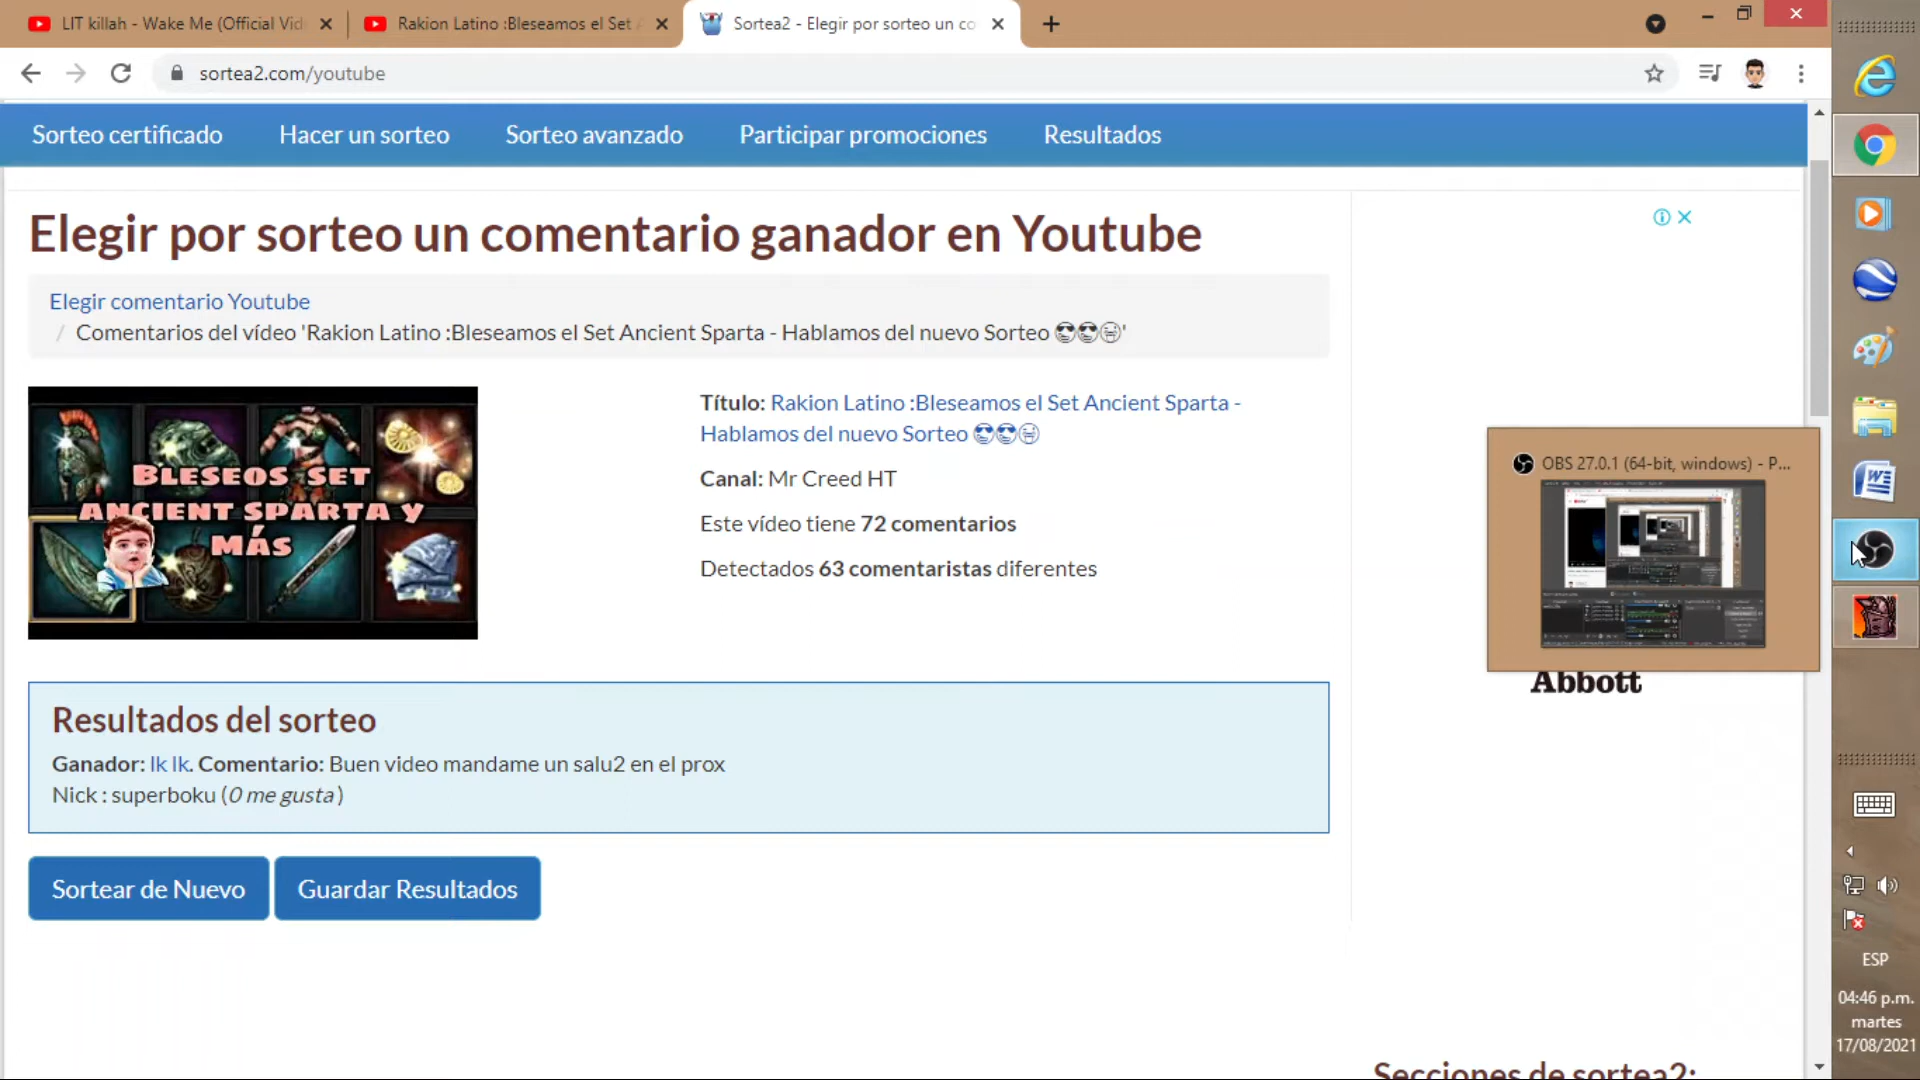 LIT killah - Wake Me (Official Vid
Rakion Latino :Bleseamos el Set A
Sortea2 - Elegir por sorteo un co
sortea2.com/youtube
Sorteo certificado
Hacer un sorteo
Sorteo avanzado
Participar promociones
Resultados
Elegir por sorteo un comentario ganador en Youtube
Elegir comentario Youtube
/ Comentarios del vídeo 'Rakion Latino :Bleseamos el Set Ancient Sparta - Hablamos del nuevo Sorteo 😎😎😁'
BLESEOS SET
ANCIENT SPARTA Y
MÁS
Título: Rakion Latino :Bleseamos el Set Ancient Sparta -
Hablamos del nuevo Sorteo 😎😎😁
Canal: Mr Creed HT
Este vídeo tiene 72 comentarios
Detectados 63 comentaristas diferentes
OBS 27.0.1 (64-bit, windows) - P...
Abbott
Resultados del sorteo
Ganador: lk lk. Comentario: Buen video mandame un salu2 en el prox
Nick : superboku (0 me gusta )
Sortear de Nuevo
Guardar Resultados
Secciones de sortea2:
ESP
04:46 p.m.
martes
17/08/2021